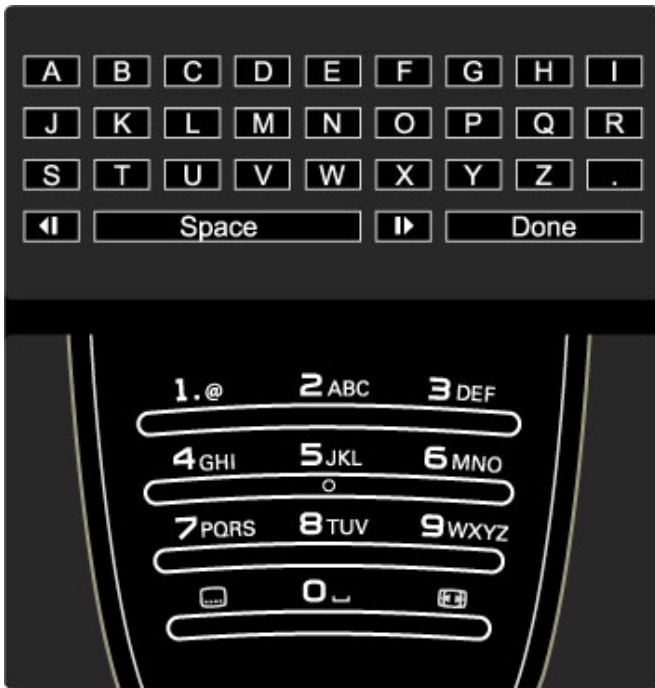 A B C D E F G H I
J K L M N O P Q R
S T U V W X Y Z .
Space Done
1.@ 2ABC 3DEF
4GHI 5JKL 6MNO
7PQRS 8TUV 9WXYZ
0